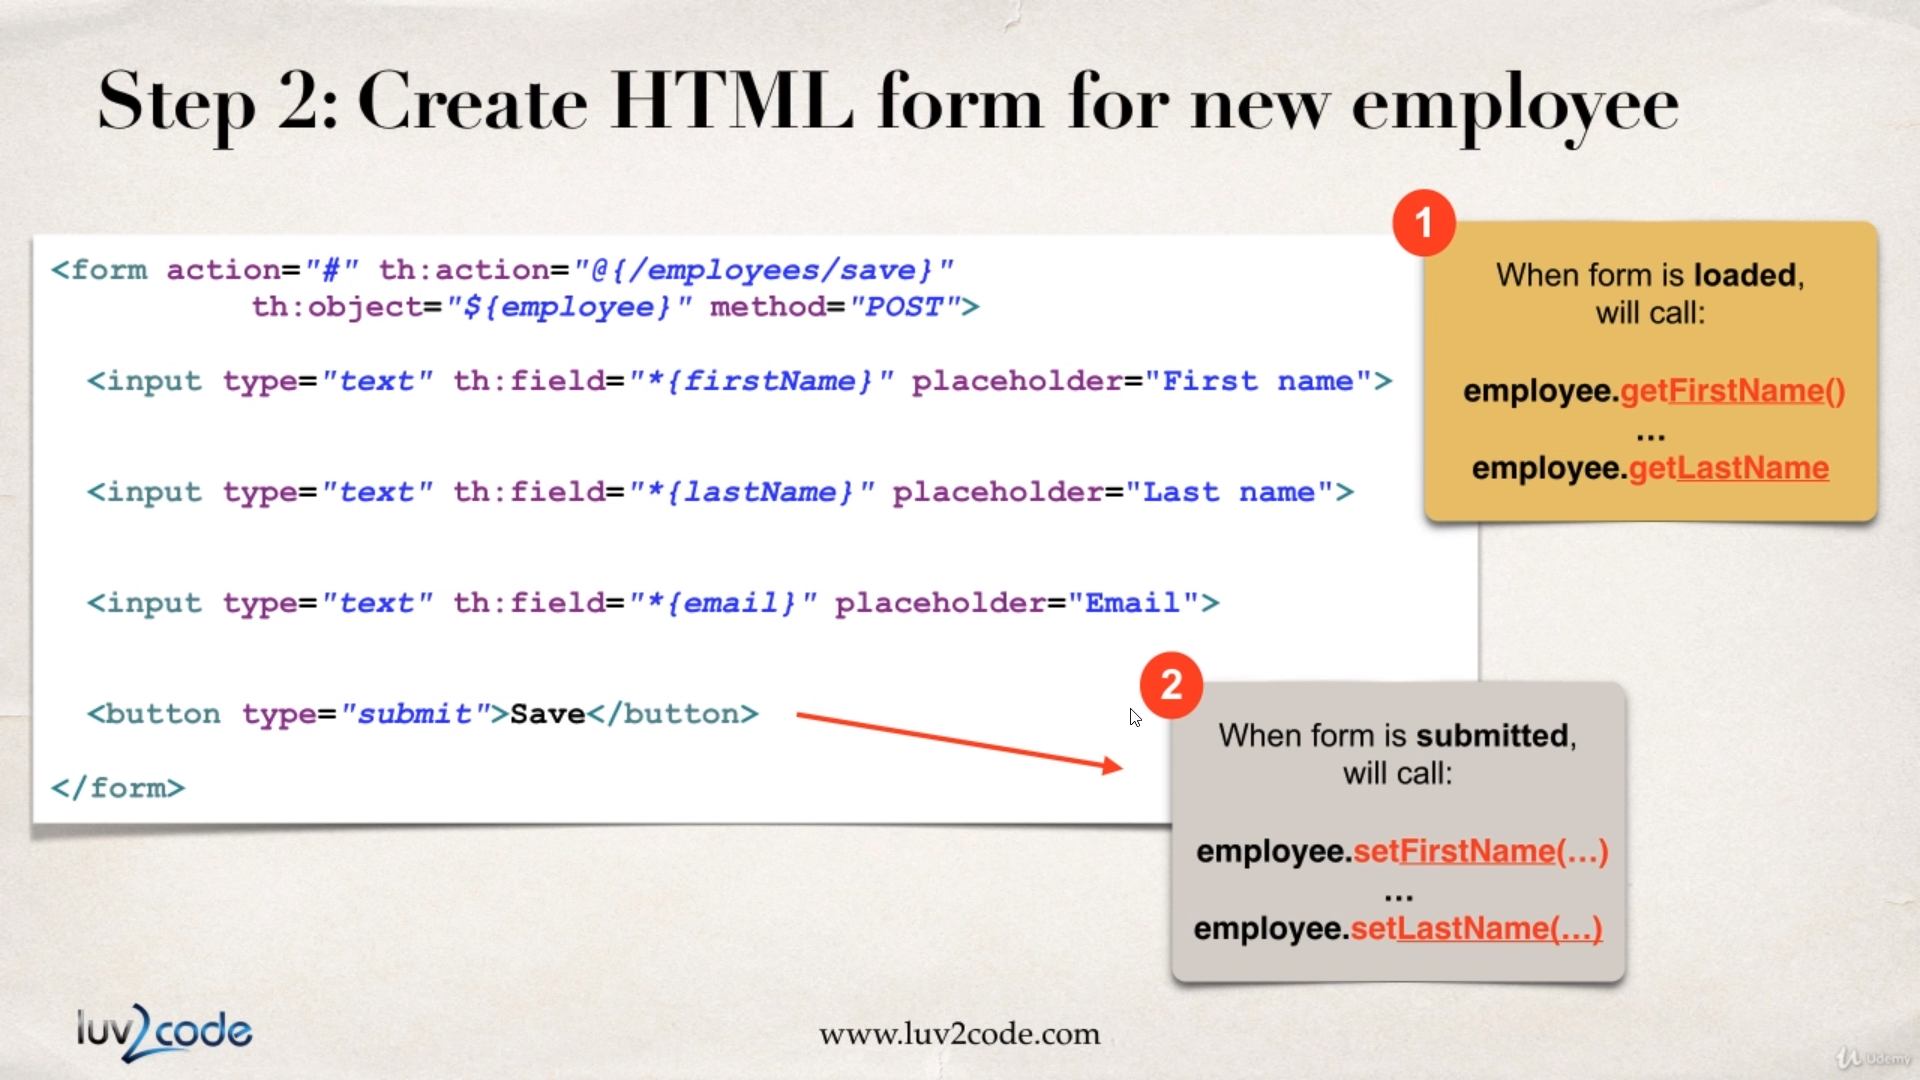 Step 2: Create HTML form for new employee
<form action="#" th:action="@{/employees/save}"
th:object="${employee}" method="POST">
<input type="text" th:field="*{firstName}" placeholder="First name">
<input type="text" th:field="*{lastName}" placeholder="Last name">
<input type="text" th:field="*{email}" placeholder="Email">
<button type="submit">Save</button>
</form>
1
When form is loaded,
will call:
employee.getFirstName()
...
employee.getLastName
2
When form is submitted,
will call:
employee.setFirstName(...)
...
employee.setLastName(...)
luv2code
www.luv2code.com
Udemy